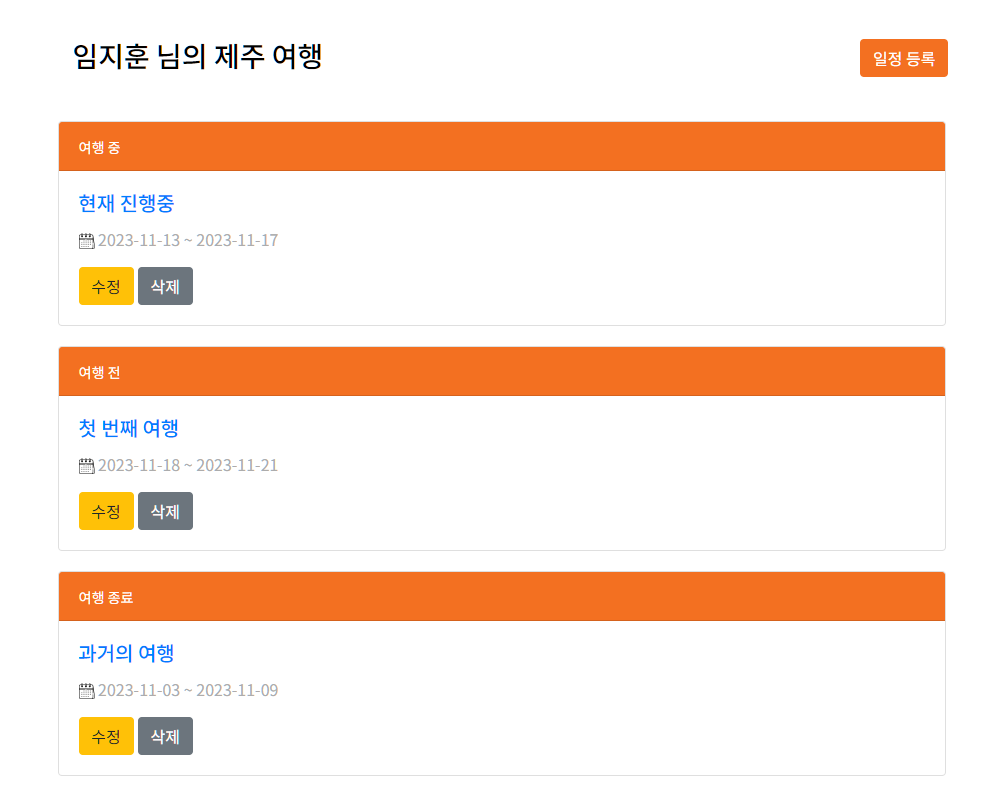 임지훈 님의 제주 여행
일정 등록
여행 중
현재 진행중
2023-11-13 ~ 2023-11-17
수정 삭제
여행 전
첫 번째 여행
2023-11-18 ~ 2023-11-21
수정 삭제
여행 종료
과거의 여행
2023-11-03 ~ 2023-11-09
수정 삭제